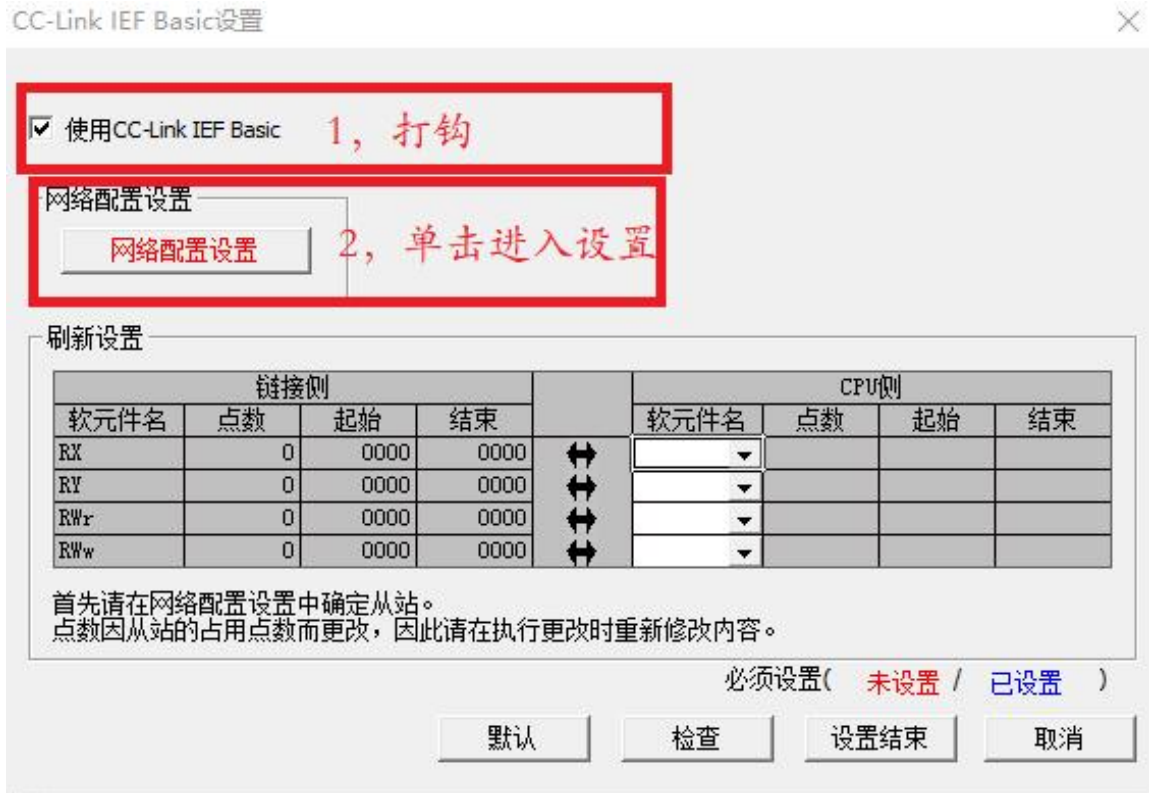 CC-Link IEF Basic设置
使用CC-Link IEF Basic 1，打钩
网络配置设置
网络配置设置 2，单击进入设置
刷新设置
链接侧 CPU侧
软元件名 点数 起始 结束 软元件名 点数 起始 结束
RX 0 0000 0000
RY 0 0000 0000
RWr 0 0000 0000
RWw 0 0000 0000
首先请在网络配置设置中确定从站。
点数因从站的占用点数而更改，因此请在执行更改时重新修改内容。
必须设置( 未设置 / 已设置 )
默认 检查 设置结束 取消